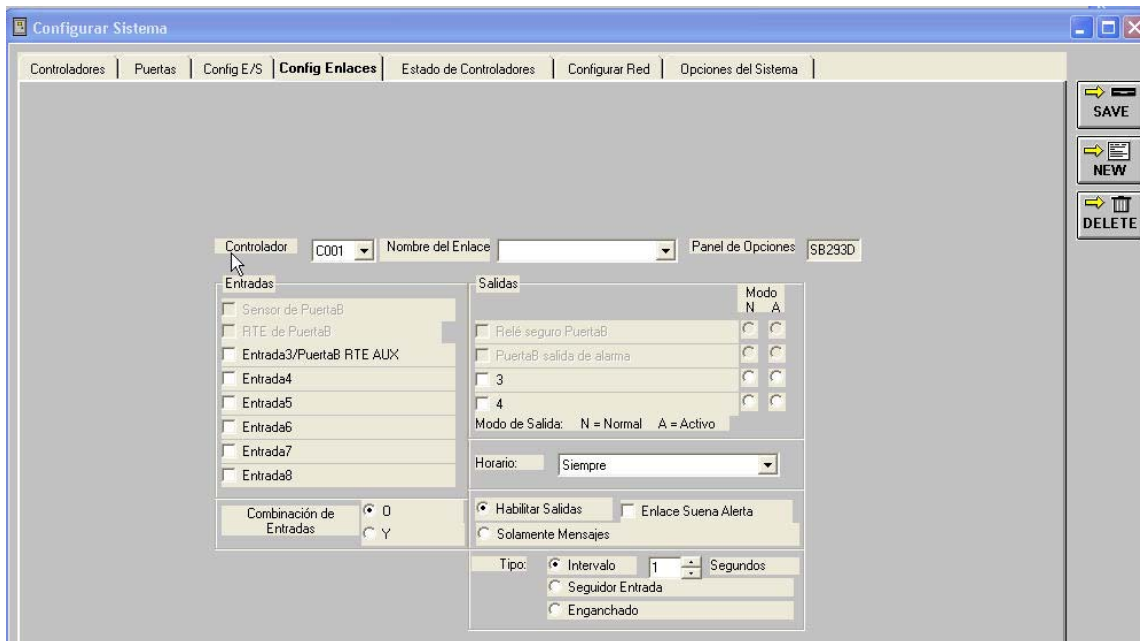 Configurar Sistema
Controladores Puertas Config E/S Config Enlaces Estado de Controladores Configurar Red Opciones del Sistema
SAVE
NEW
DELETE
Controlador C001 Nombre del Enlace Panel de Opciones SB293D
Entradas
Sensor de PuertaB
RTE de PuertaB
Entrada3/PuertaB RTE AUX
Entrada4
Entrada5
Entrada6
Entrada7
Entrada8
Combinación de
Entradas
O
Y
Salidas
Modo
N A
Relé seguro PuertaB
PuertaB salida de alarma
3
4
Modo de Salida: N = Normal A = Activo
Horario: Siempre
Habilitar Salidas Enlace Suena Alerta
Solamente Mensajes
Tipo: Intervalo 1 Segundos
Seguidor Entrada
Enganchado